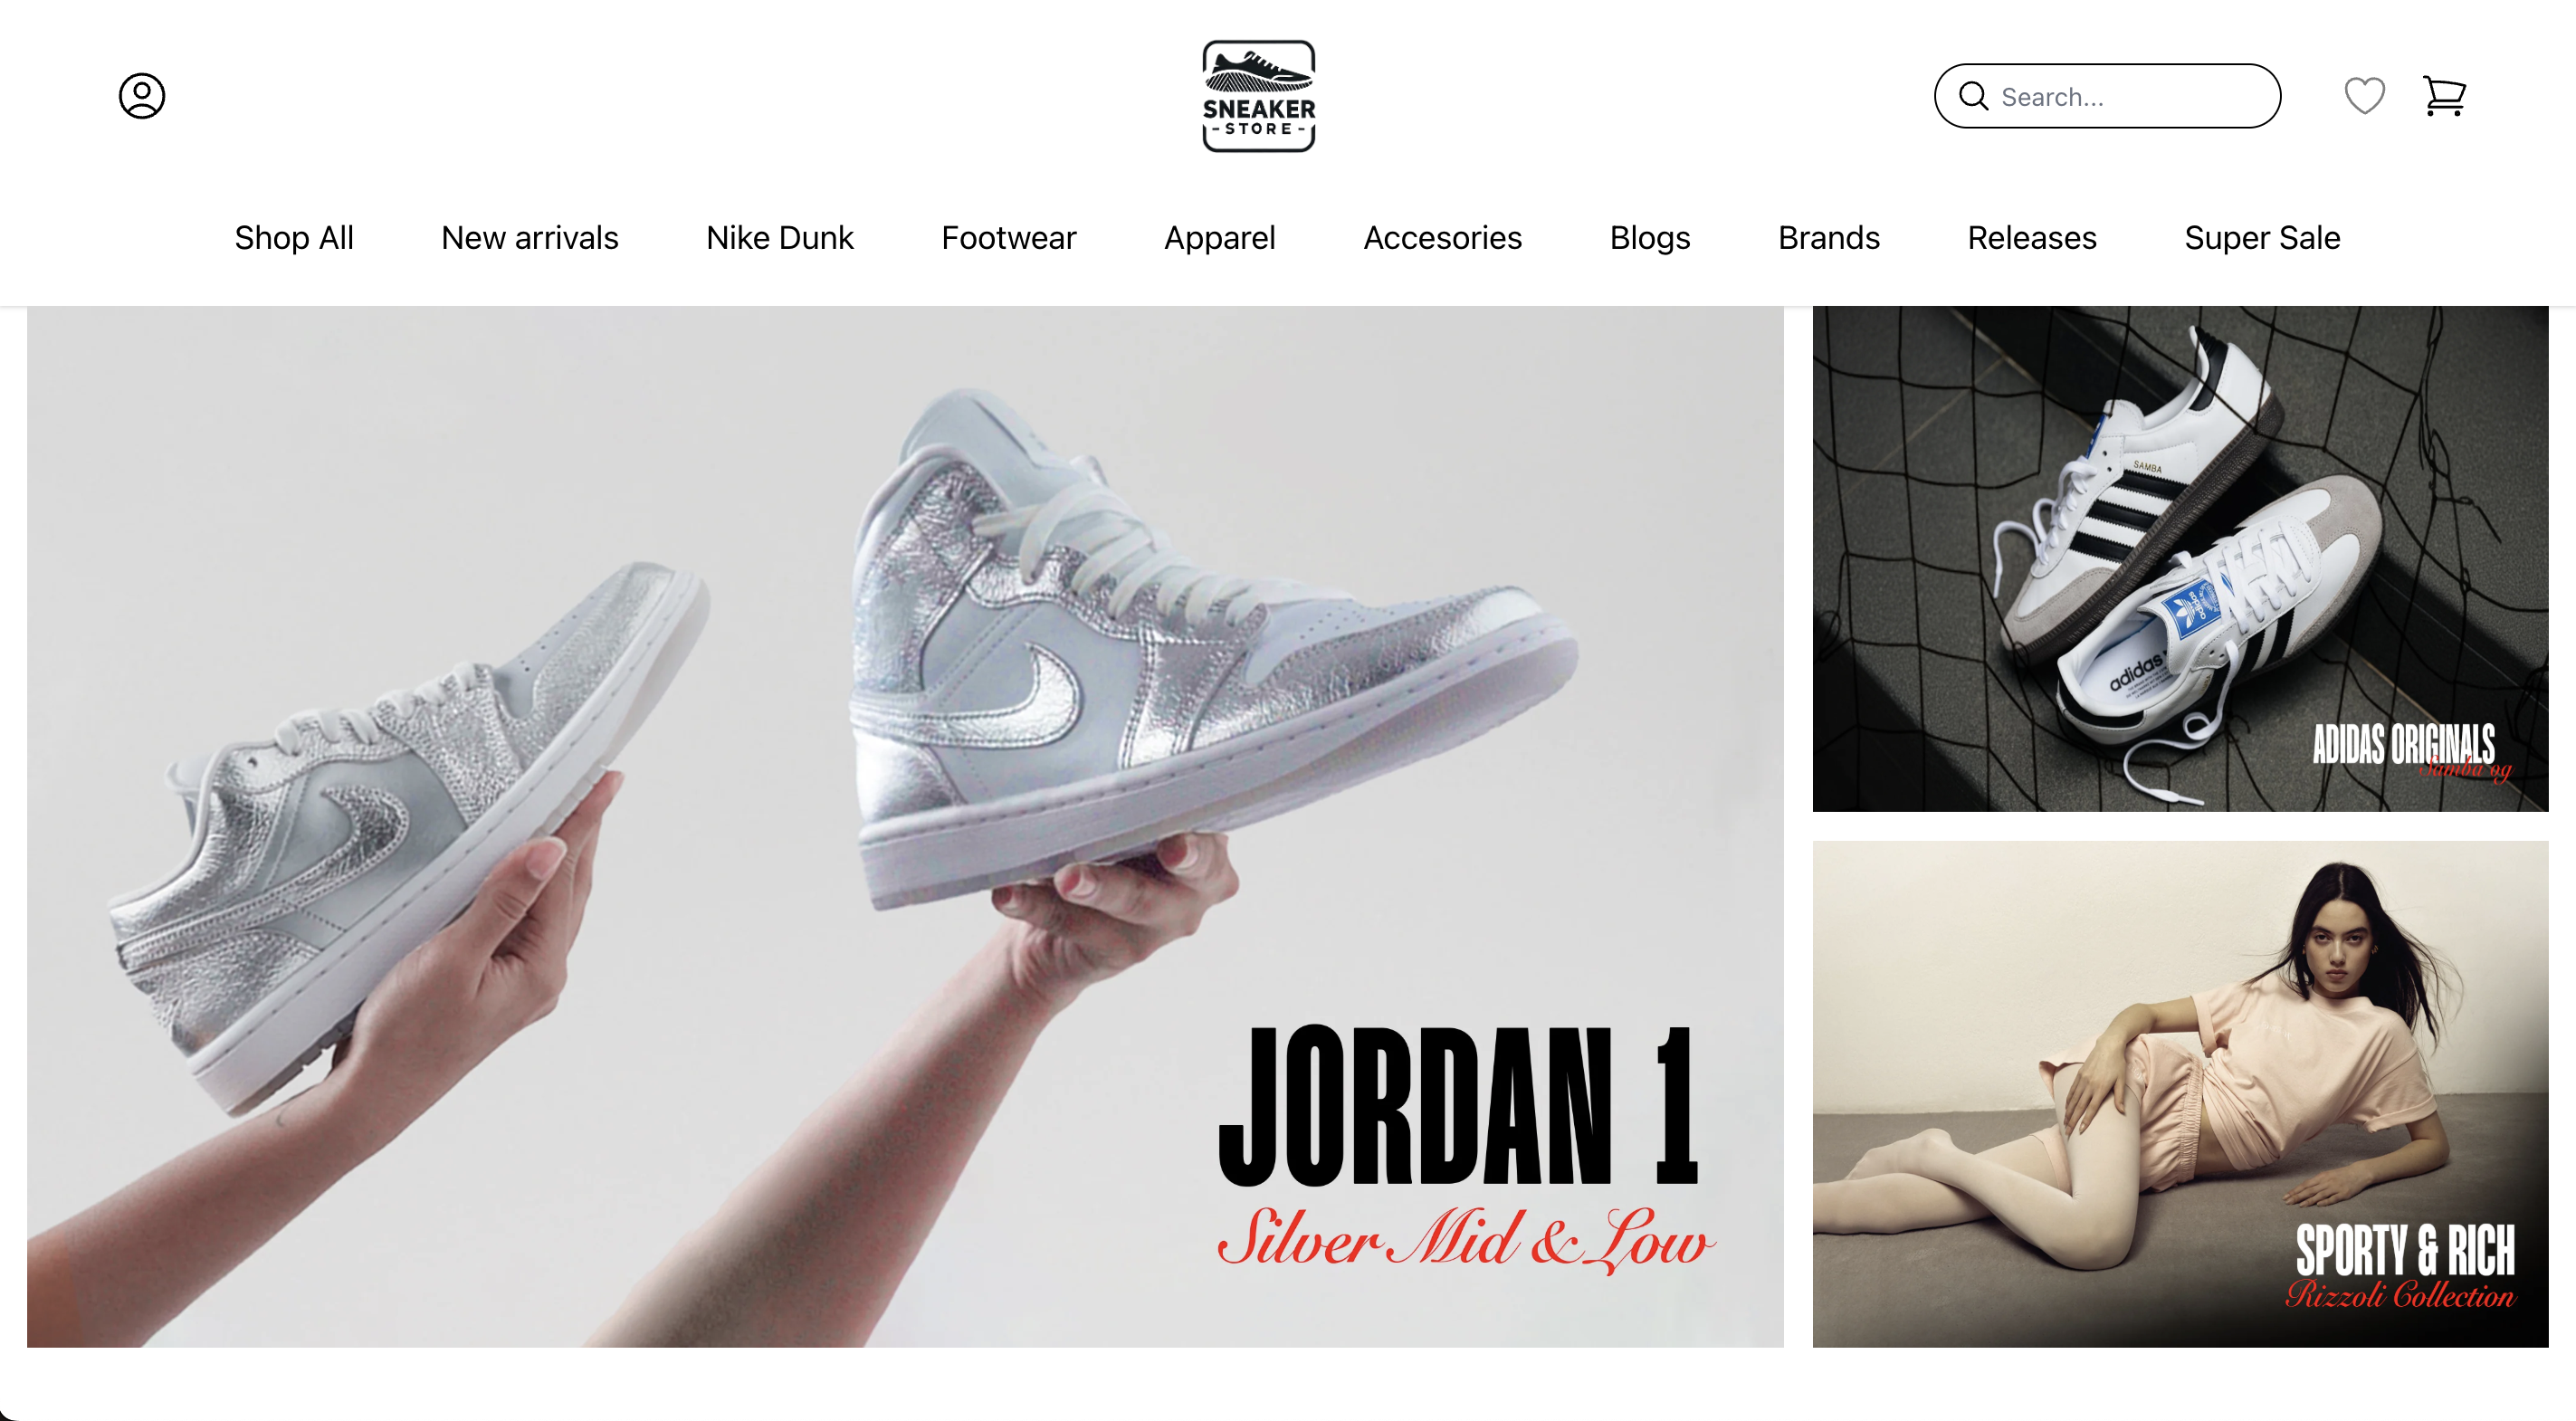 SNEAKER
- STORE -
Search...
Shop All
New arrivals
Nike Dunk
Footwear
Apparel
Accesories
Blogs
Brands
Releases
Super Sale
JORDAN 1
Silver Mid & Low
SAMBA
adidas
adidas
ADIDAS ORIGINALS
Samba og
SPORTY & RICH
Rizzoli Collection